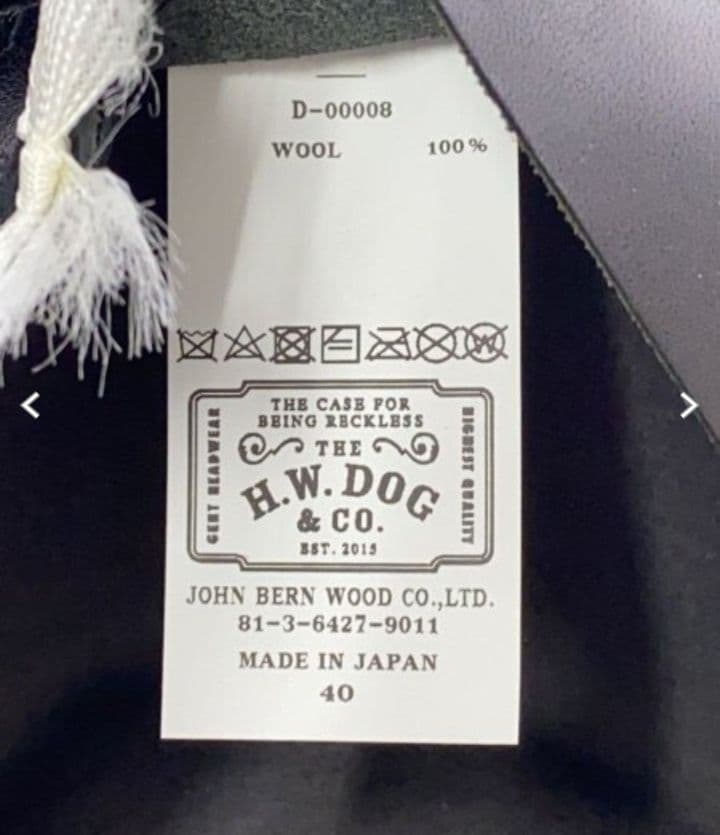 D-00008
WOOL 100%
THE CASE FOR
BEING RECKLESS
THE
H.W. DOG
& CO.
EST. 2015
GENT HEADWEAR
HIGHEST QUALITY
JOHN BERN WOOD CO.,LTD.
81-3-6427-9011
MADE IN JAPAN
40